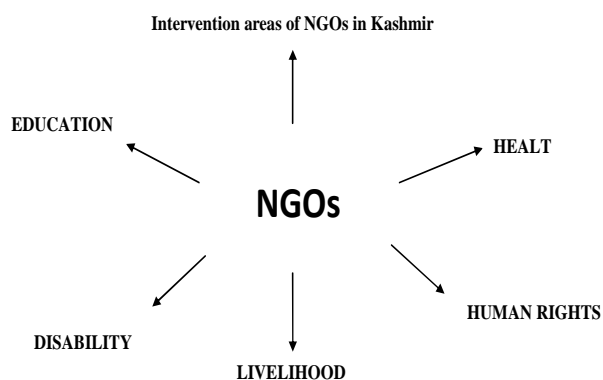 Intervention areas of NGOs in Kashmir
EDUCATION
HEALT
NGOs
HUMAN RIGHTS
DISABILITY
LIVELIHOOD